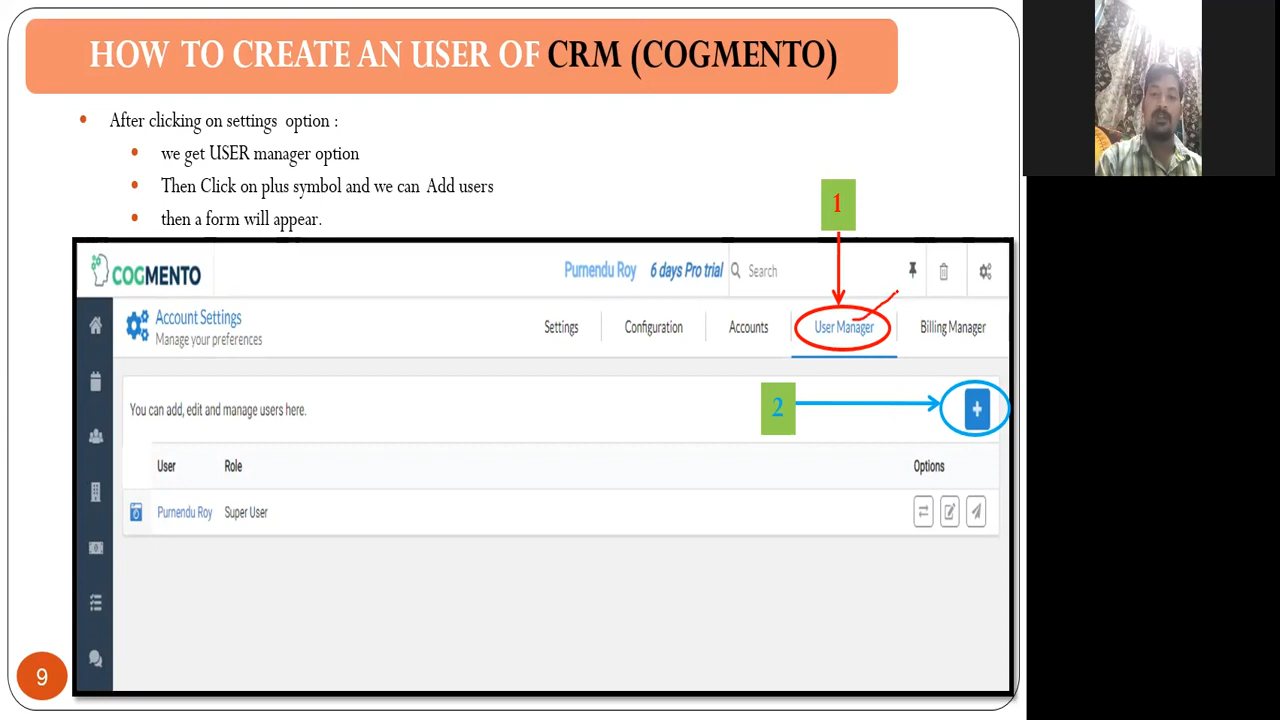 HOW TO CREATE AN USER OF CRM (COGMENTO)
After clicking on settings option :
we get USER manager option
Then Click on plus symbol and we can Add users
then a form will appear.
1
COGMENTO
Purnendu Roy 6 days Pro trial Search
Account Settings
Manage your preferences
Settings Configuration Accounts User Manager Billing Manager
2
You can add, edit and manage users here.
+
User Role Options
Purnendu Roy Super User
9